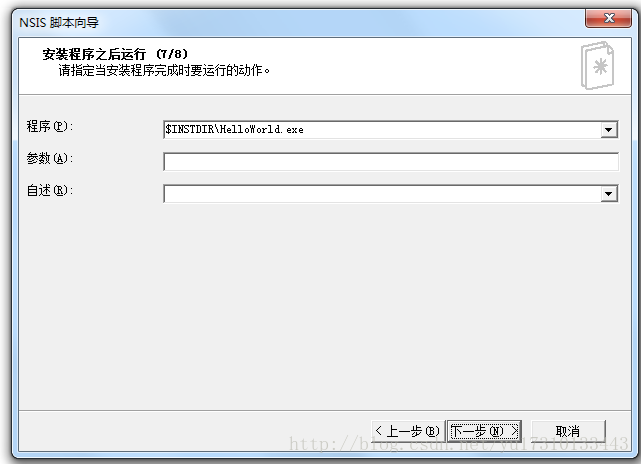 NSIS 脚本向导
安装程序之后运行 (7/8)
请指定当安装程序完成时要运行的动作。
程序(P):
$INSTDIR\HelloWorld.exe
参数(A):
自述(R):
< 上一步(B) 下一步(N) > 取消
http://blog.csdn.net/yu17310133443